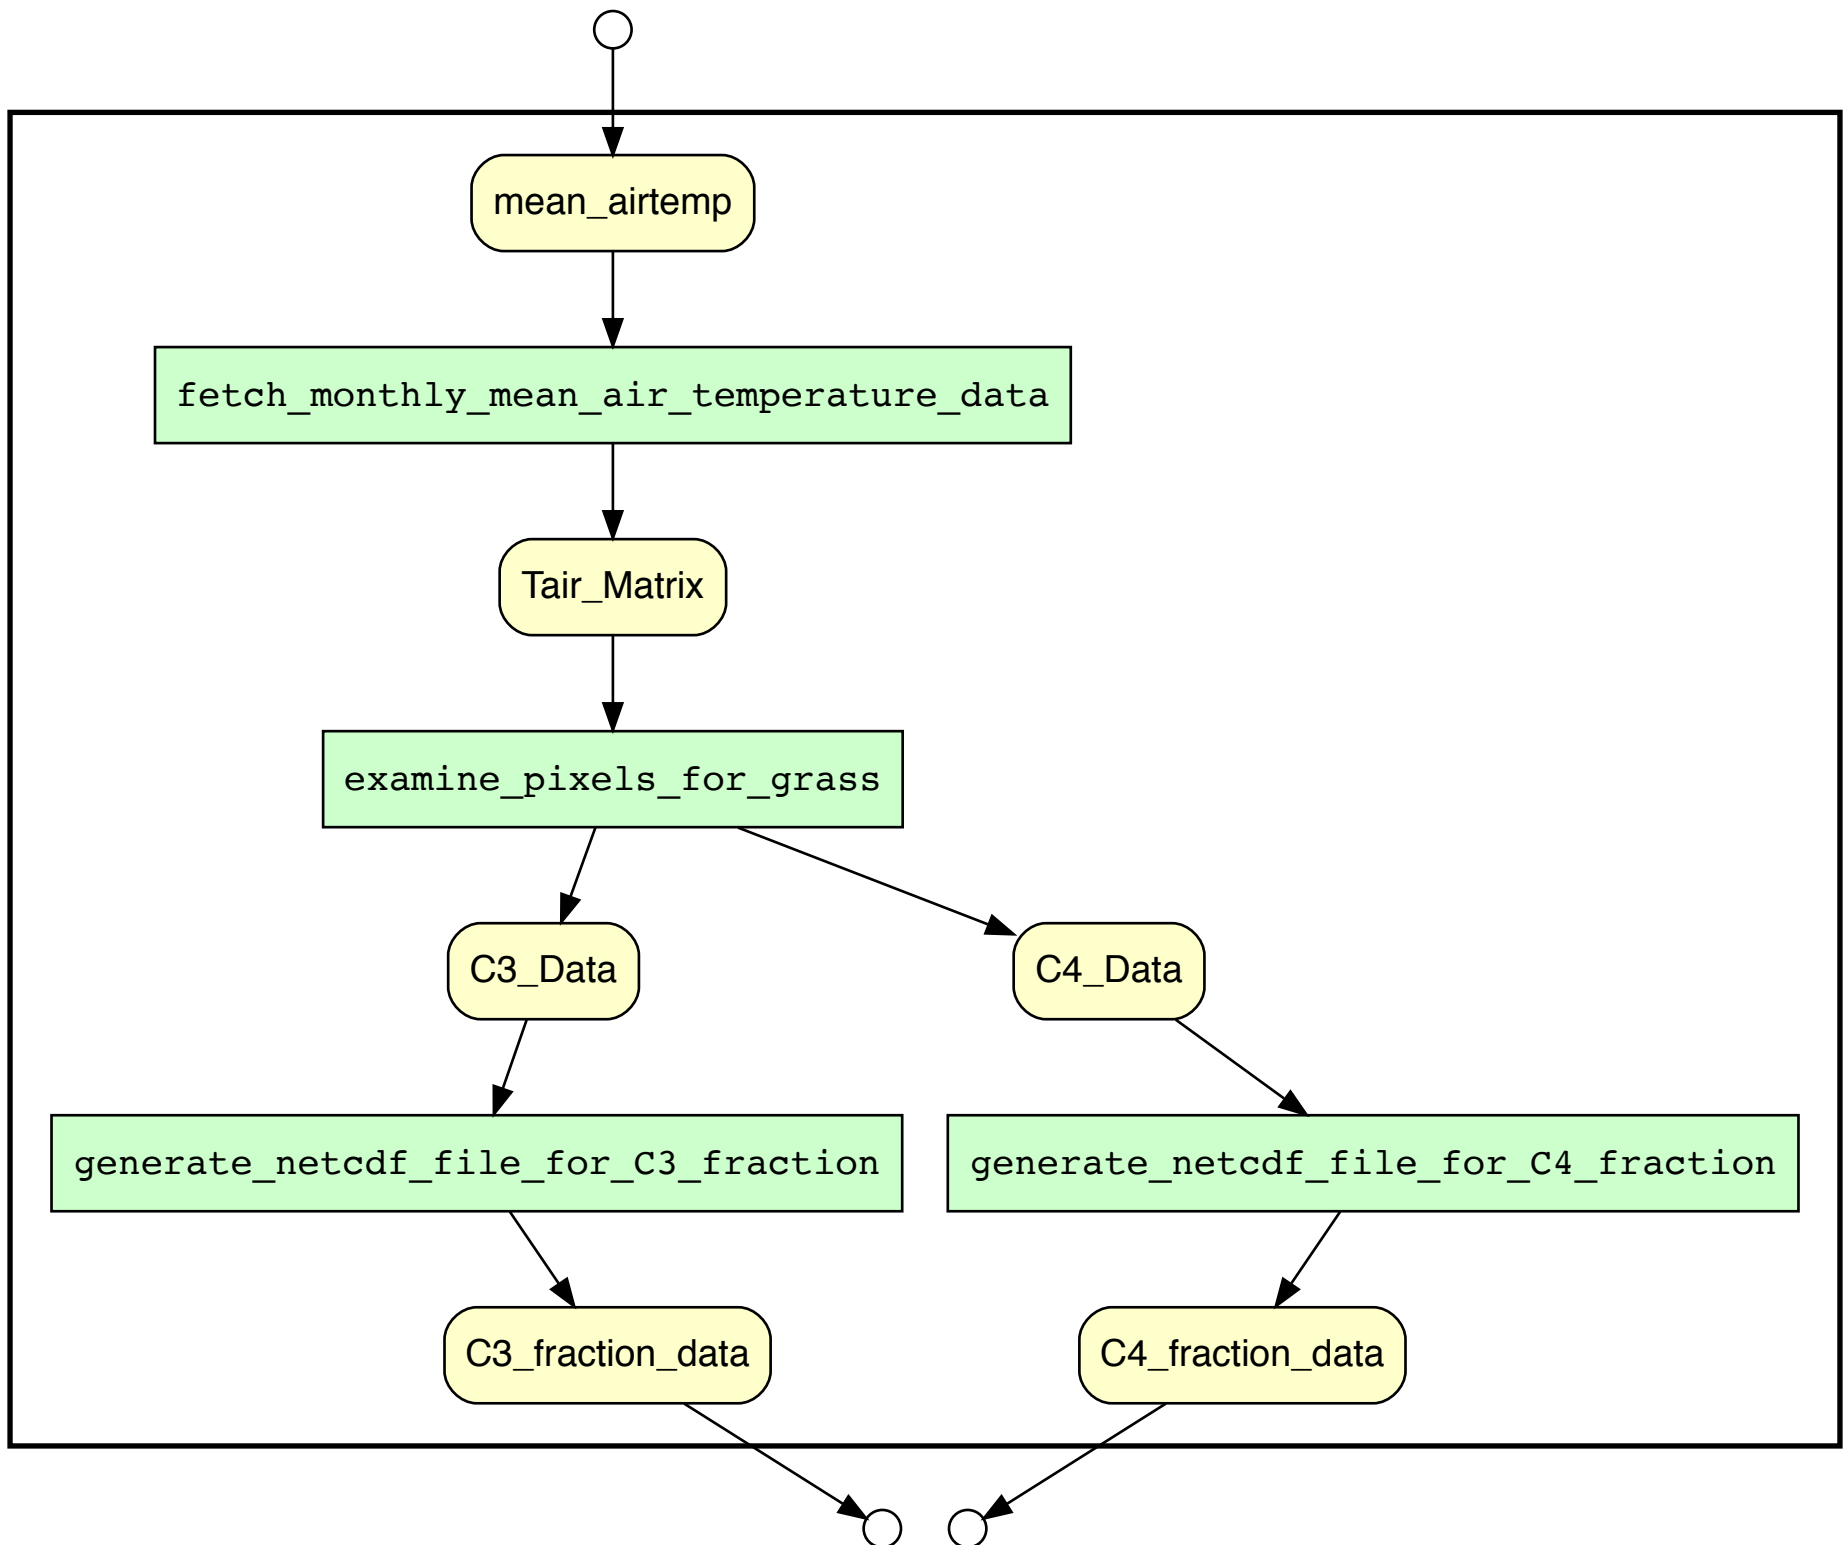 mean_airtemp
fetch_monthly_mean_air_temperature_data
Tair_Matrix
examine_pixels_for_grass
C3_Data
C4_Data
generate_netcdf_file_for_C3_fraction
generate_netcdf_file_for_C4_fraction
C3_fraction_data
C4_fraction_data